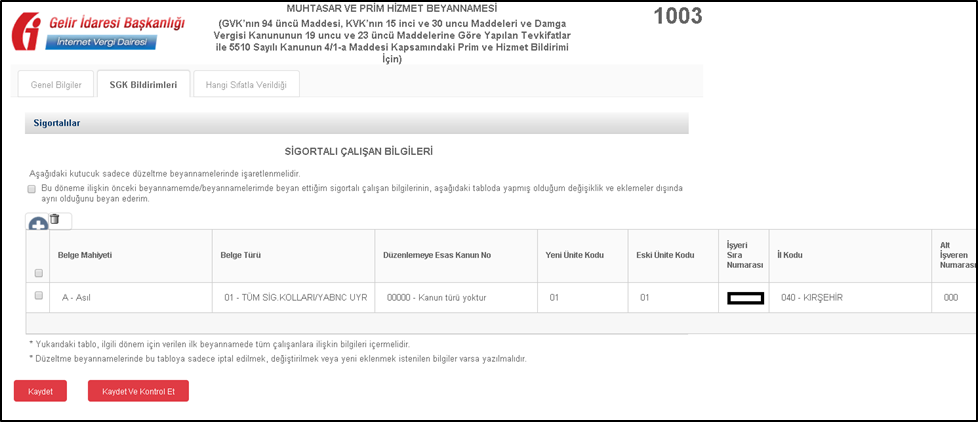 MUHTASAR VE PRİM HİZMET BEYANNAMESİ
1003
Gelir İdaresi Başkanlığı
İnternet Vergi Dairesi
(GVK'nın 94 üncü Maddesi, KVK'nın 15 inci ve 30 uncu Maddeleri ve Damga
Vergisi Kanununun 19 uncu ve 23 üncü Maddelerine Göre Yapılan Tevkifatlar
ile 5510 Sayılı Kanunun 4/1-a Maddesi Kapsamındaki Prim ve Hizmet Bildirimi
İçin)
Genel Bilgiler
SGK Bildirimleri
Hangi Sıfatla Verildiği
Sigortalılar
SİGORTALI ÇALIŞAN BİLGİLERİ
Aşağıdaki kutucuk sadece düzeltme beyannamelerinde işaretlenmelidir.
Bu döneme ilişkin önceki beyannamemde/beyannamelerimde beyan ettiğim sigortalı çalışan bilgilerinin, aşağıdaki tabloda yapmış olduğum değişiklik ve eklemeler dışında
aynı olduğunu beyan ederim.
Belge Mahiyeti
Belge Türü
Düzenlemeye Esas Kanun No
Yeni Ünite Kodu
Eski Ünite Kodu
İşyeri
Sıra
Numarası
İl Kodu
Alt
İşveren
Numarası
A - Asıl
01 - TÜM SİG.KOLLARI/YABNC UYR
00000 - Kanun türü yoktur
01
01
040 - KIRŞEHİR
000
* Yukarıdaki tablo, ilgili dönem için verilen ilk beyannamede tüm çalışanlara ilişkin bilgileri içermelidir.
* Düzeltme beyannamelerinde bu tabloya sadece iptal edilmek, değiştirilmek veya yeni eklenmek istenilen bilgiler varsa yazılmalıdır.
Kaydet
Kaydet Ve Kontrol Et